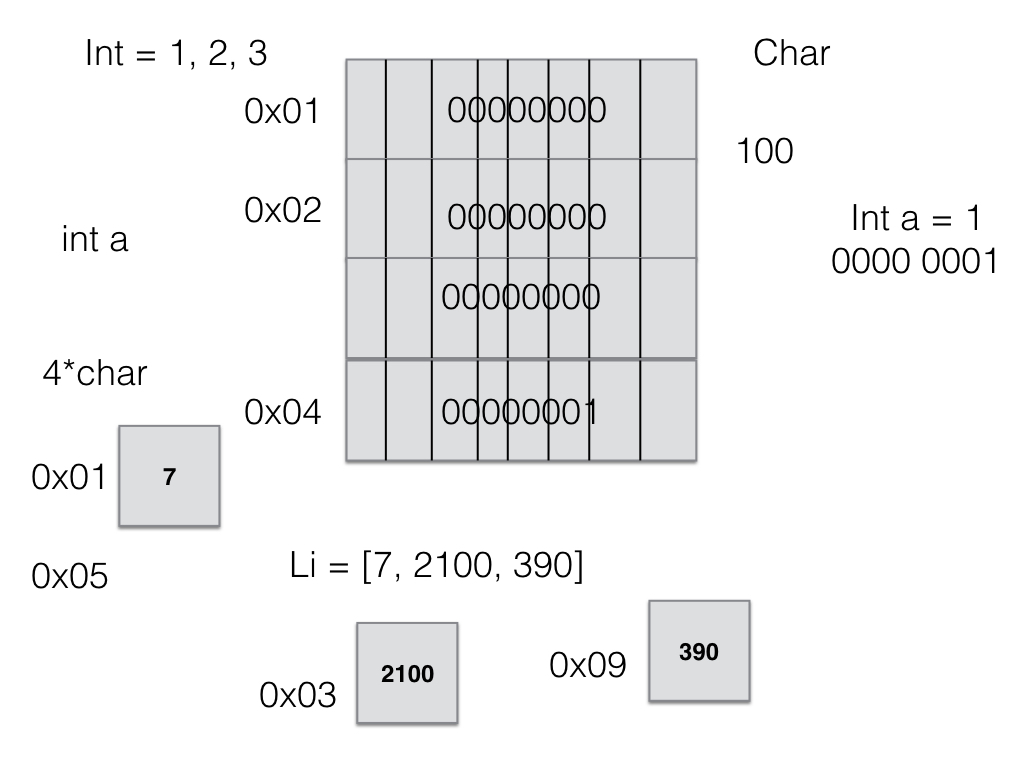 Int = 1, 2, 3
Char
0x01
00000000
100
0x02
00000000
Int a = 1
0000 0001
int a
00000000
4*char
0x04
00000001
0x01
7
0x05
Li = [7, 2100, 390]
0x03
2100
0x09
390